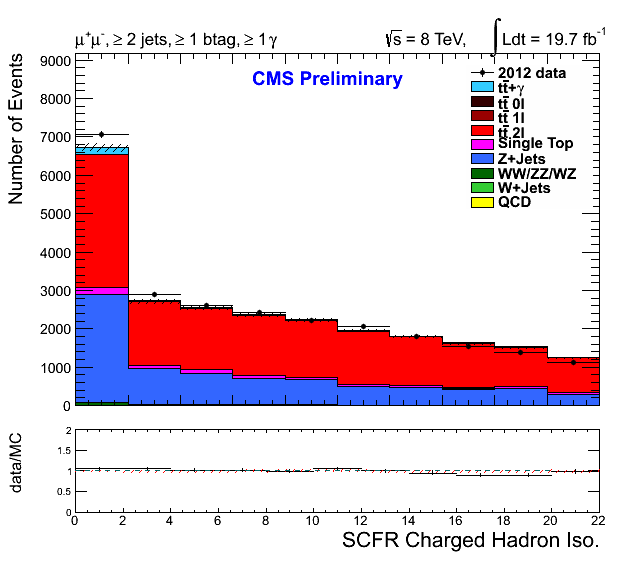 μ⁺μ⁻, ≥ 2 jets, ≥ 1 btag, ≥ 1 γ
√s = 8 TeV, ∫ Ldt = 19.7 fb⁻¹
CMS Preliminary
2012 data
tt̄+γ
tt̄ 0l
tt̄ 1l
tt̄ 2l
Single Top
Z+Jets
WW/ZZ/WZ
W+Jets
QCD
Number of Events
9000
8000
7000
6000
5000
4000
3000
2000
1000
0
data/MC
2
1.5
1
0.5
0
0 2 4 6 8 10 12 14 16 18 20 22
SCFR Charged Hadron Iso.